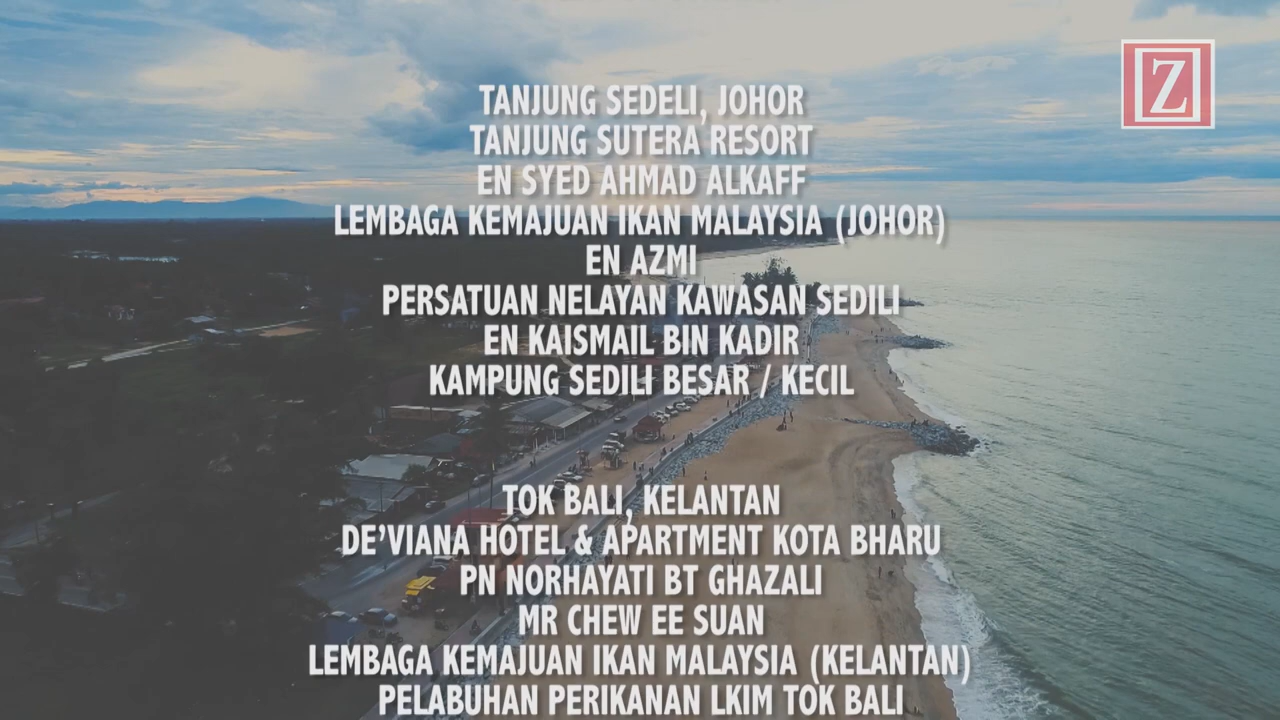 Z
TANJUNG SEDELI, JOHOR
TANJUNG SUTERA RESORT
EN SYED AHMAD ALKAFF
LEMBAGA KEMAJUAN IKAN MALAYSIA (JOHOR)
EN AZMI
PERSATUAN NELAYAN KAWASAN SEDILI
EN KAISMAIL BIN KADIR
KAMPUNG SEDILI BESAR / KECIL
TOK BALI, KELANTAN
DE’VIANA HOTEL & APARTMENT KOTA BHARU
PN NORHAYATI BT GHAZALI
MR CHEW EE SUAN
LEMBAGA KEMAJUAN IKAN MALAYSIA (KELANTAN)
PELABUHAN PERIKANAN LKIM TOK BALI